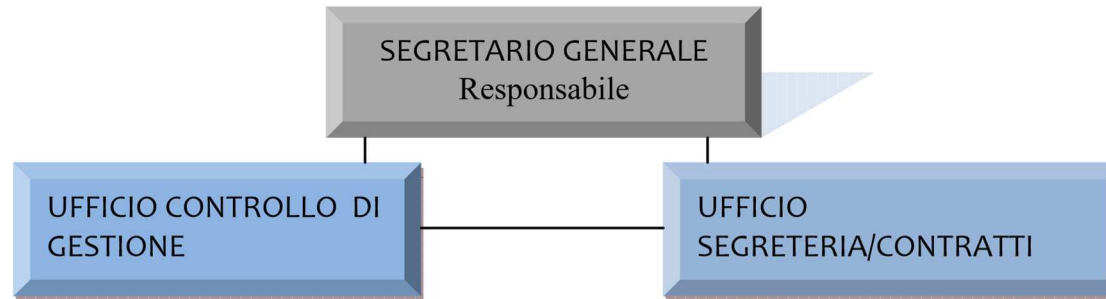 SEGRETARIO GENERALE
Responsabile
UFFICIO CONTROLLO DI
GESTIONE
UFFICIO
SEGRETERIA/CONTRATTI